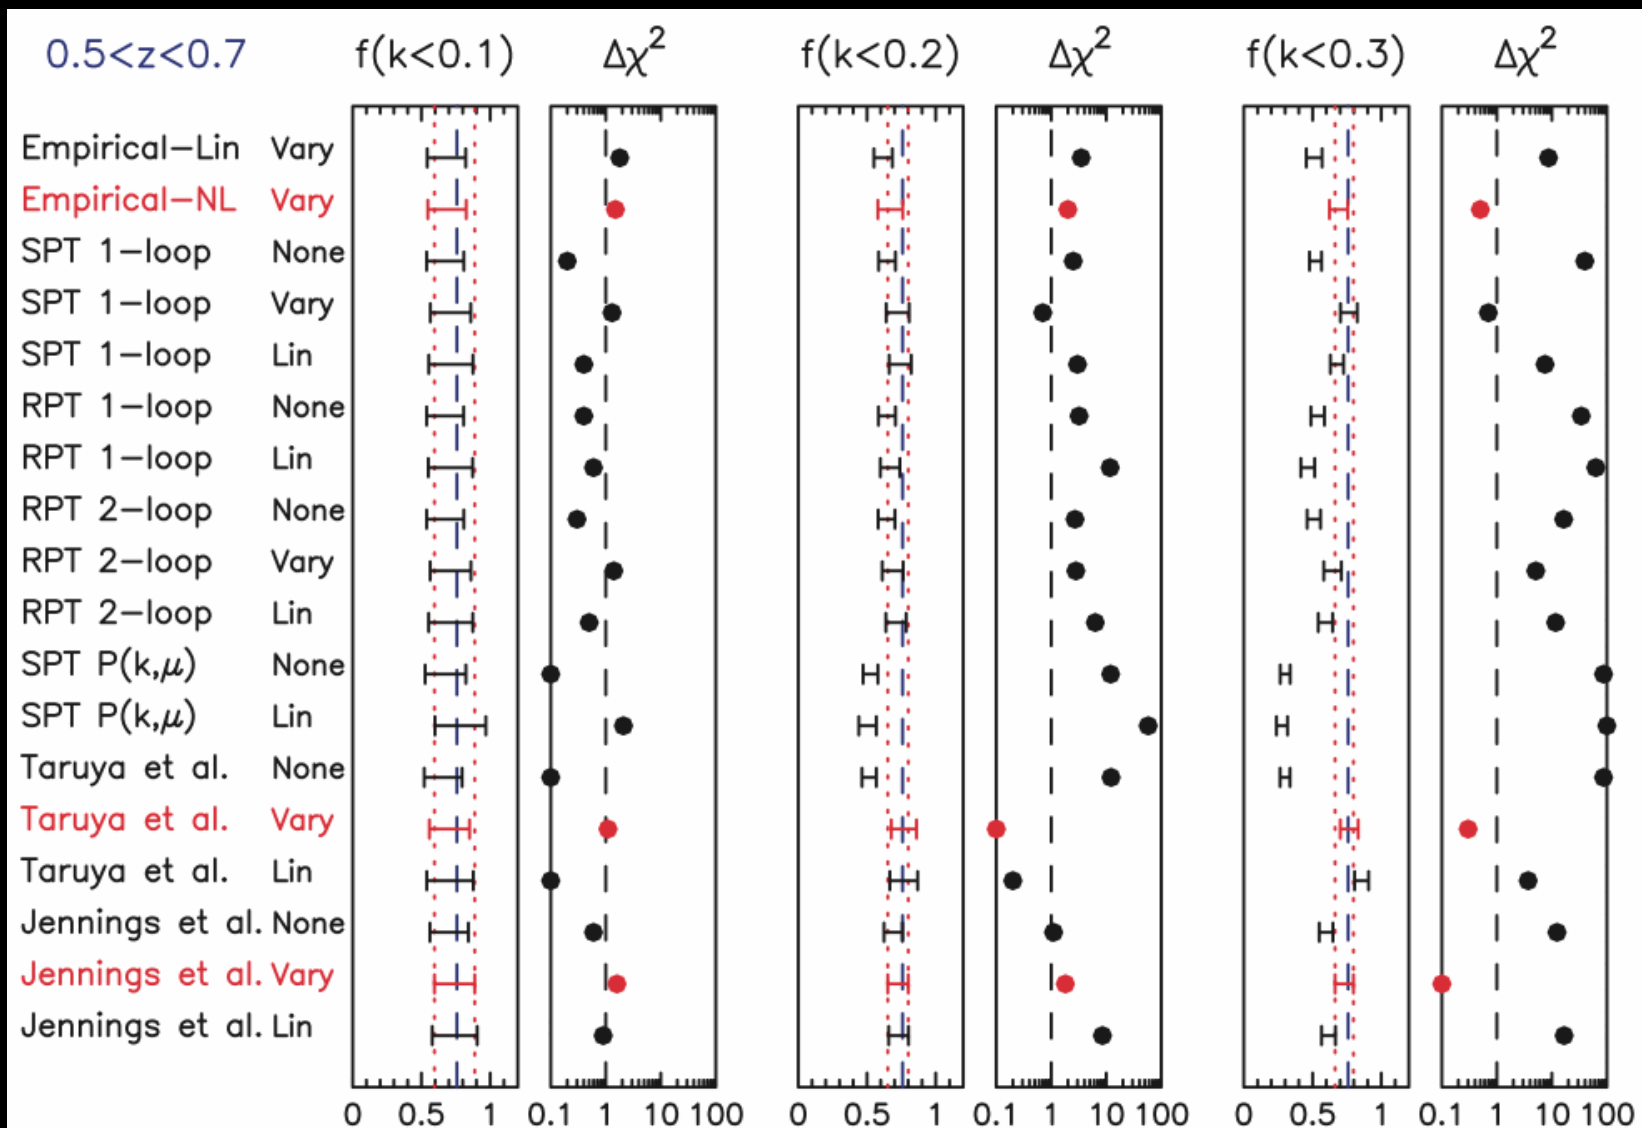 0.5<z<0.7 f(k<0.1) Δχ² f(k<0.2) Δχ² f(k<0.3) Δχ²
Empirical−Lin Vary
Empirical−NL Vary
SPT 1−loop None
SPT 1−loop Vary
SPT 1−loop Lin
RPT 1−loop None
RPT 1−loop Lin
RPT 2−loop None
RPT 2−loop Vary
RPT 2−loop Lin
SPT P(k,μ) None
SPT P(k,μ) Lin
Taruya et al. None
Taruya et al. Vary
Taruya et al. Lin
Jennings et al. None
Jennings et al. Vary
Jennings et al. Lin
0 0.5 1 0.1 1 10 100 0 0.5 1 0.1 1 10 100 0 0.5 1 0.1 1 10 100